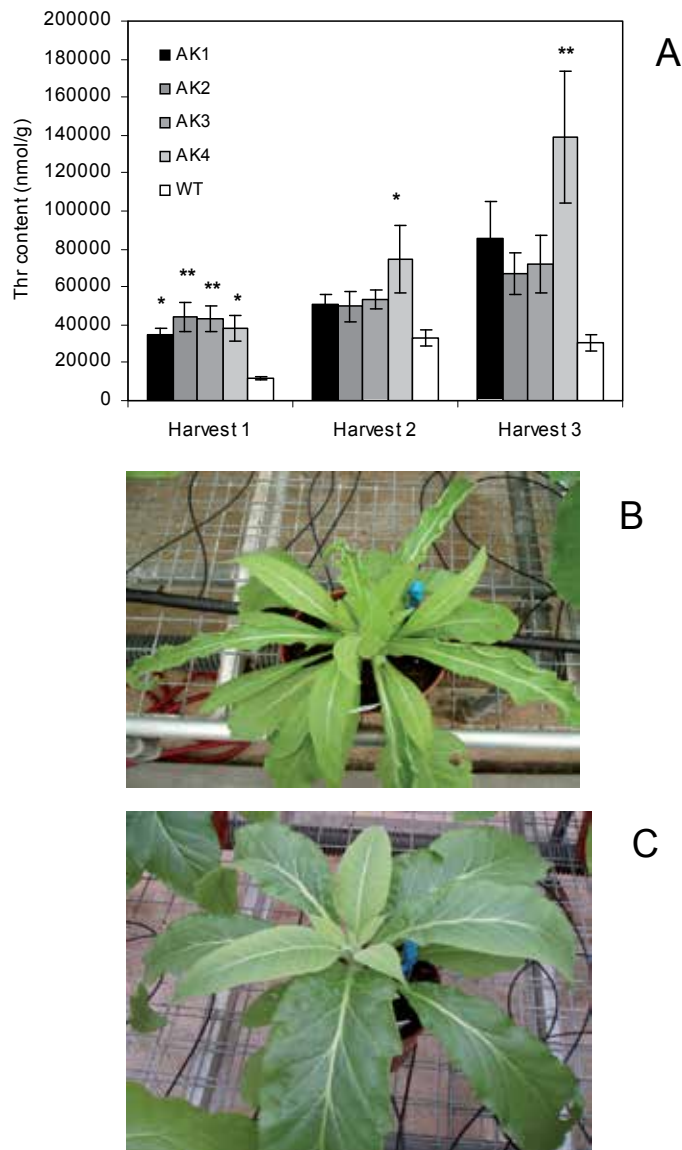 200000
180000
160000
140000
120000
100000
80000
60000
40000
20000
0
Thr content (nmol/g)
AK1
AK2
AK3
AK4
WT
* ** ** *
*
**
Harvest 1 Harvest 2 Harvest 3
A
B
C